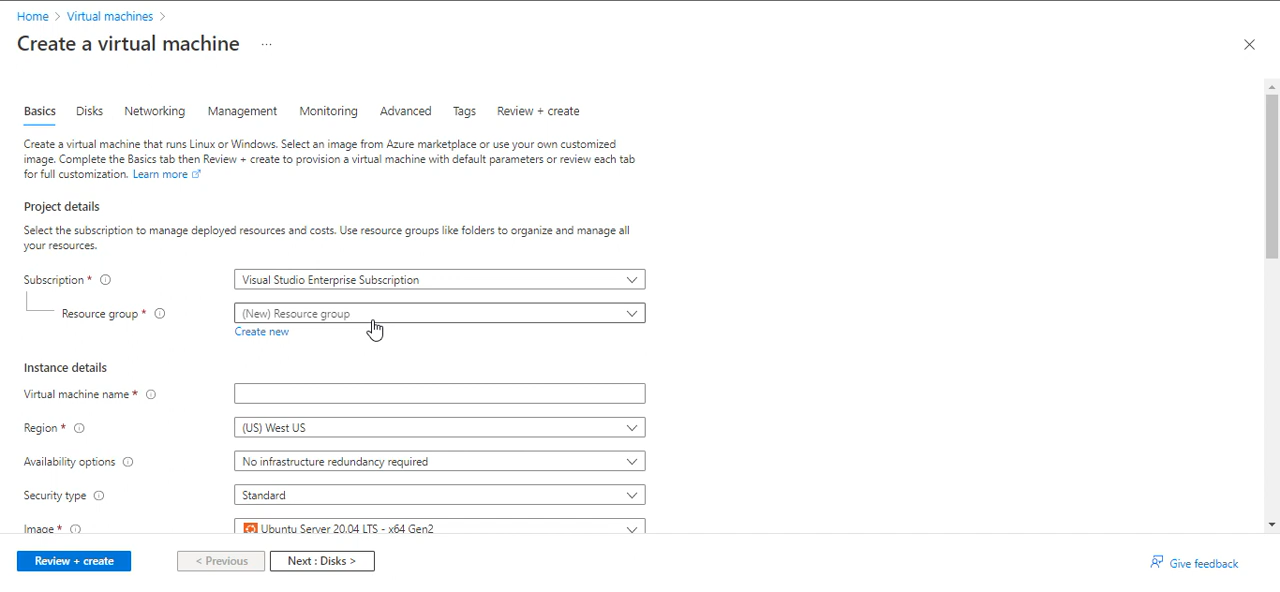 Home > Virtual machines >
Create a virtual machine ...
Basics Disks Networking Management Monitoring Advanced Tags Review + create
Create a virtual machine that runs Linux or Windows. Select an image from Azure marketplace or use your own customized
image. Complete the Basics tab then Review + create to provision a virtual machine with default parameters or review each tab
for full customization. Learn more
Project details
Select the subscription to manage deployed resources and costs. Use resource groups like folders to organize and manage all
your resources.
Subscription * Visual Studio Enterprise Subscription
Resource group * (New) Resource group
Create new
Instance details
Virtual machine name *
Region * (US) West US
Availability options No infrastructure redundancy required
Security type Standard
Image * Ubuntu Server 20.04 LTS - x64 Gen2
Review + create < Previous Next : Disks > Give feedback